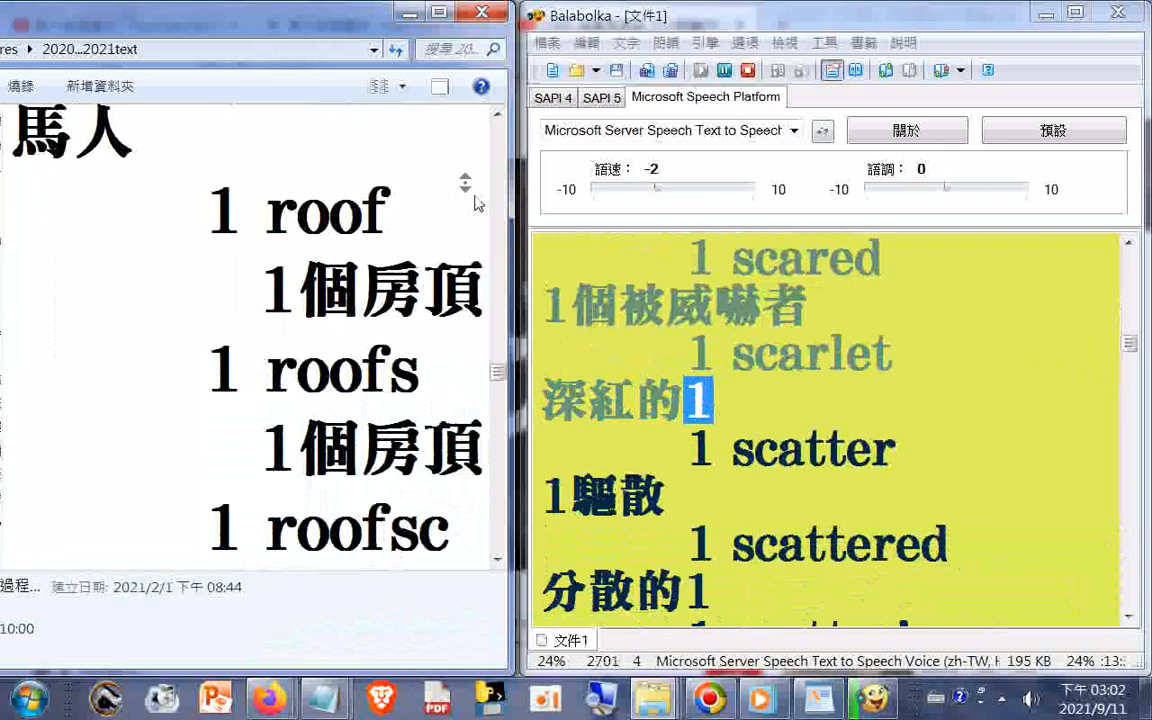 res ▸ 2020...2021text
搜尋 20...
燒錄 新增資料夾
馬人
1 roof
1個房頂
1 roofs
1個房頂
1 roofsc
過程... 建立日期: 2021/2/1 下午 08:44
10:00
Balabolka - [文件1]
檔案 編輯 文字 閱讀 引擎 選項 檢視 工具 書籤 說明
SAPI 4 SAPI 5 Microsoft Speech Platform
Microsoft Server Speech Text to Speech 關於 預設
語速： -2 語調： 0
-10 10 -10 10
1 scared
1個被威嚇者
1 scarlet
深紅的1
1 scatter
1驅散
1 scattered
分散的1
文件1
24% 2701 4 Microsoft Server Speech Text to Speech Voice (zh-TW, 195 KB 24%
下午 03:02
2021/9/11